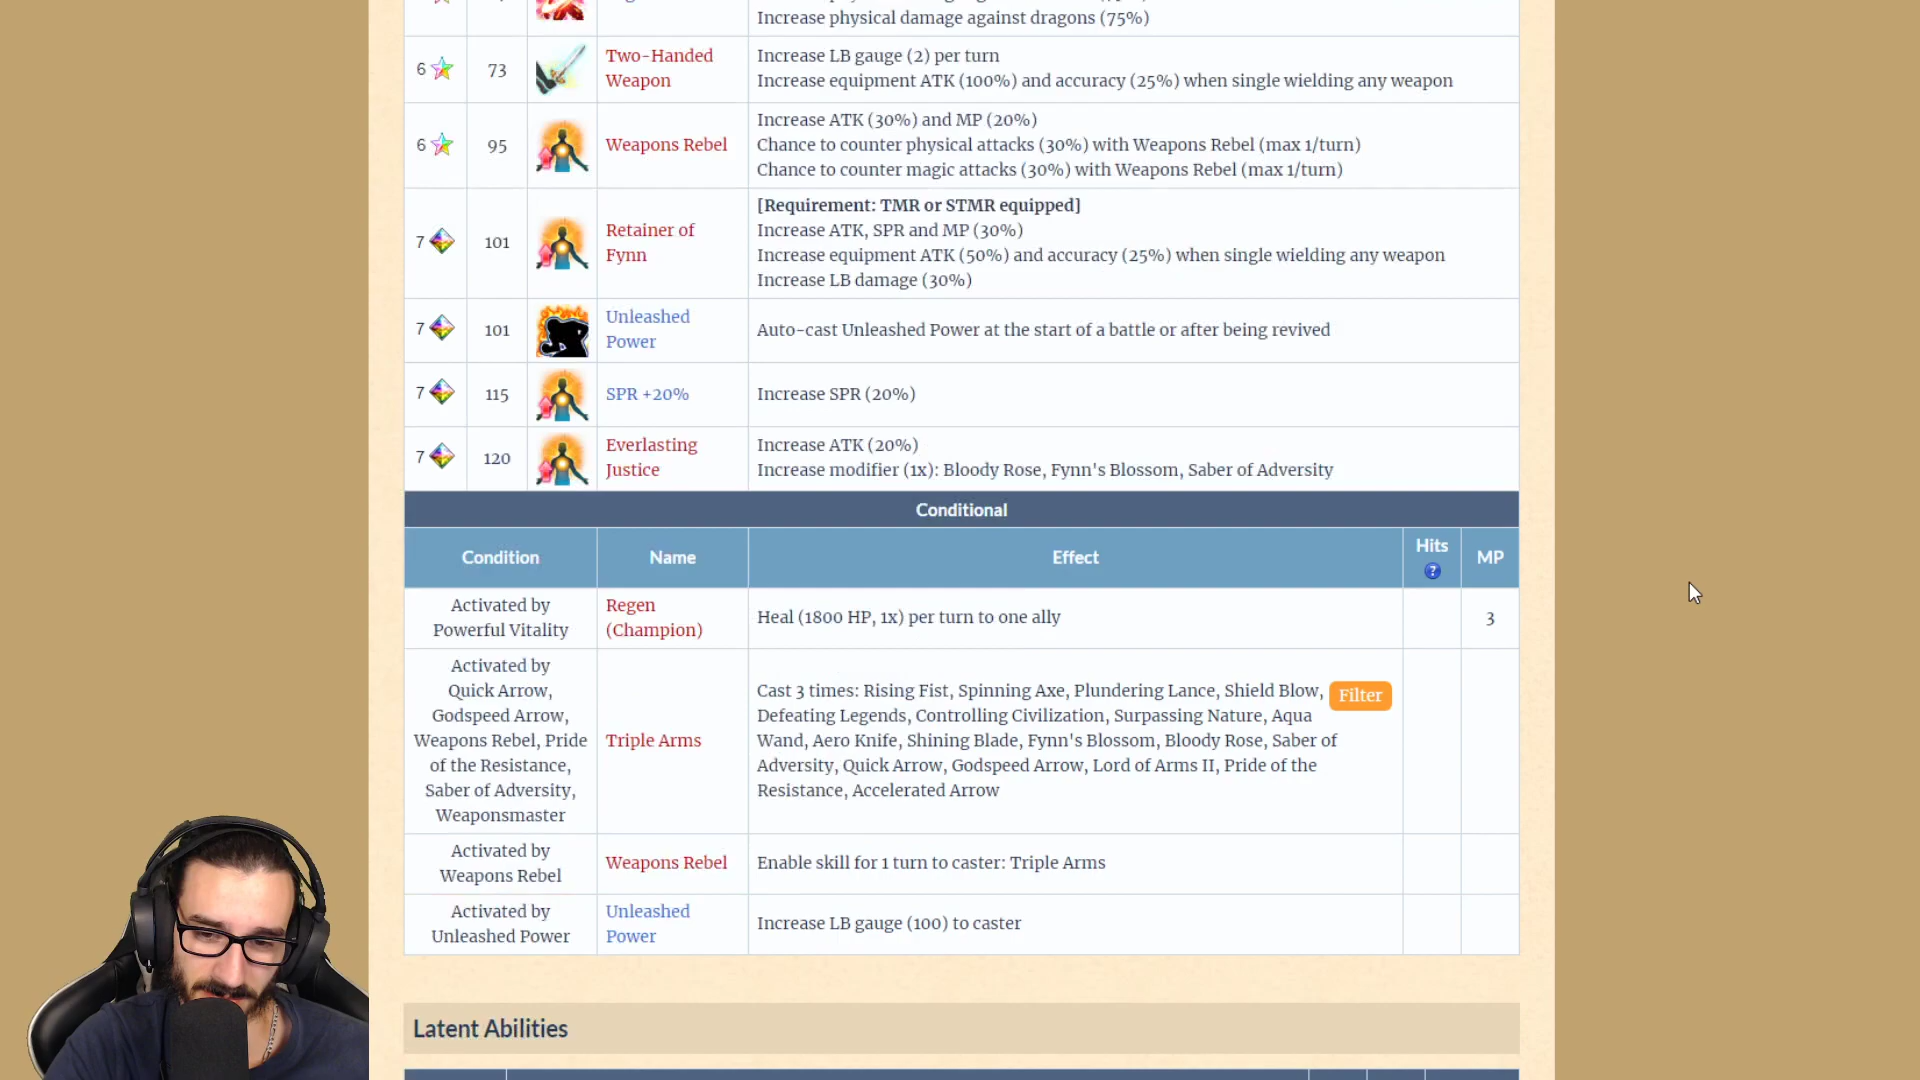 Increase physical damage against dragons (75%)
6 73 Two-Handed Weapon
Increase LB gauge (2) per turn
Increase equipment ATK (100%) and accuracy (25%) when single wielding any weapon
6 95 Weapons Rebel
Increase ATK (30%) and MP (20%)
Chance to counter physical attacks (30%) with Weapons Rebel (max 1/turn)
Chance to counter magic attacks (30%) with Weapons Rebel (max 1/turn)
7 101 Retainer of Fynn
[Requirement: TMR or STMR equipped]
Increase ATK, SPR and MP (30%)
Increase equipment ATK (50%) and accuracy (25%) when single wielding any weapon
Increase LB damage (30%)
7 101 Unleashed Power
Auto-cast Unleashed Power at the start of a battle or after being revived
7 115 SPR +20%
Increase SPR (20%)
7 120 Everlasting Justice
Increase ATK (20%)
Increase modifier (1x): Bloody Rose, Fynn's Blossom, Saber of Adversity
Conditional
Condition Name Effect Hits ? MP
Activated by
Powerful Vitality
Regen
(Champion)
Heal (1800 HP, 1x) per turn to one ally
3
Activated by
Quick Arrow,
Godspeed Arrow,
Weapons Rebel, Pride
of the Resistance,
Saber of Adversity,
Weaponsmaster
Triple Arms
Cast 3 times: Rising Fist, Spinning Axe, Plundering Lance, Shield Blow,
Defeating Legends, Controlling Civilization, Surpassing Nature, Aqua
Wand, Aero Knife, Shining Blade, Fynn's Blossom, Bloody Rose, Saber of
Adversity, Quick Arrow, Godspeed Arrow, Lord of Arms II, Pride of the
Resistance, Accelerated Arrow
Filter
Activated by
Weapons Rebel
Weapons Rebel
Enable skill for 1 turn to caster: Triple Arms
Activated by
Unleashed Power
Unleashed
Power
Increase LB gauge (100) to caster
Latent Abilities